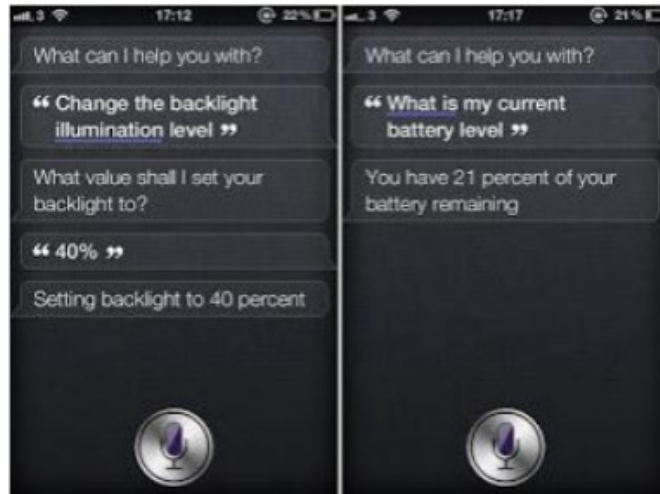 3 17:12 22%
What can I help you with?
“ Change the backlight
illumination level ”
What value shall I set your
backlight to?
“ 40% ”
Setting backlight to 40 percent
3 17:17 21%
What can I help you with?
“ What is my current
battery level ”
You have 21 percent of your
battery remaining